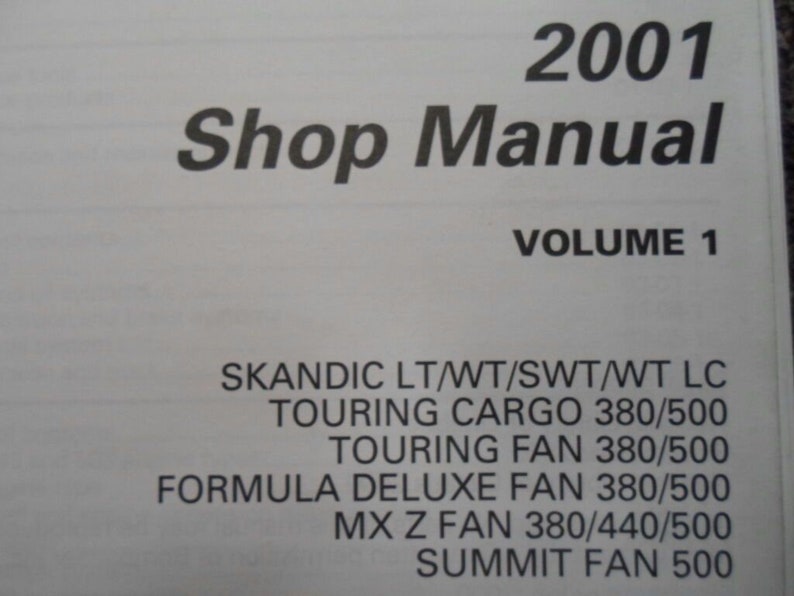 2001
Shop Manual
VOLUME 1
SKANDIC LT/WT/SWT/WT LC
TOURING CARGO 380/500
TOURING FAN 380/500
FORMULA DELUXE FAN 380/500
MX Z FAN 380/440/500
SUMMIT FAN 500